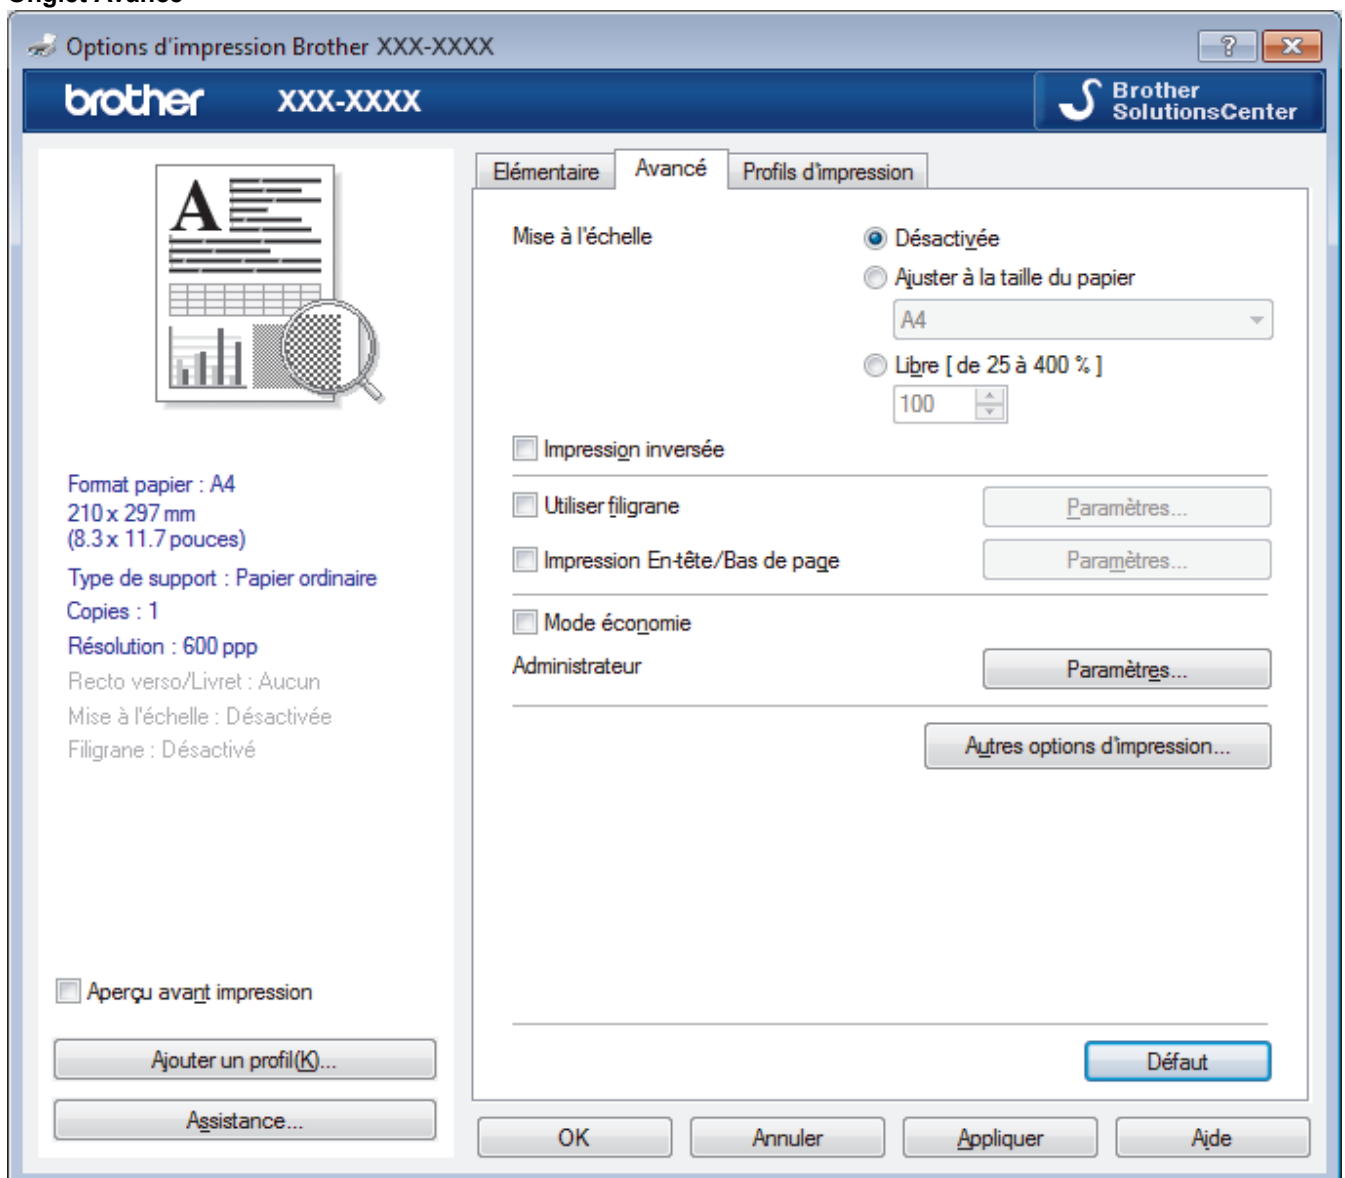 Onglet Avancé
Options d'impression Brother XXX-XXXX
brother XXX-XXXX
Brother
SolutionsCenter
A
Format papier : A4
210 x 297 mm
(8.3 x 11.7 pouces)
Type de support : Papier ordinaire
Copies : 1
Résolution : 600 ppp
Recto verso/Livret : Aucun
Mise à l'échelle : Désactivée
Filigrane : Désactivé
Aperçu avant impression
Ajouter un profil(K)...
Assistance...
Elémentaire Avancé Profils d'impression
Mise à l'échelle
Désactivée
Ajuster à la taille du papier
A4
Libre [ de 25 à 400 % ]
100
Impression inversée
Utiliser filigrane Paramètres...
Impression En-tête/Bas de page Paramètres...
Mode économie
Administrateur Paramètres...
Autres options d'impression...
Défaut
OK Annuler Appliquer Aide